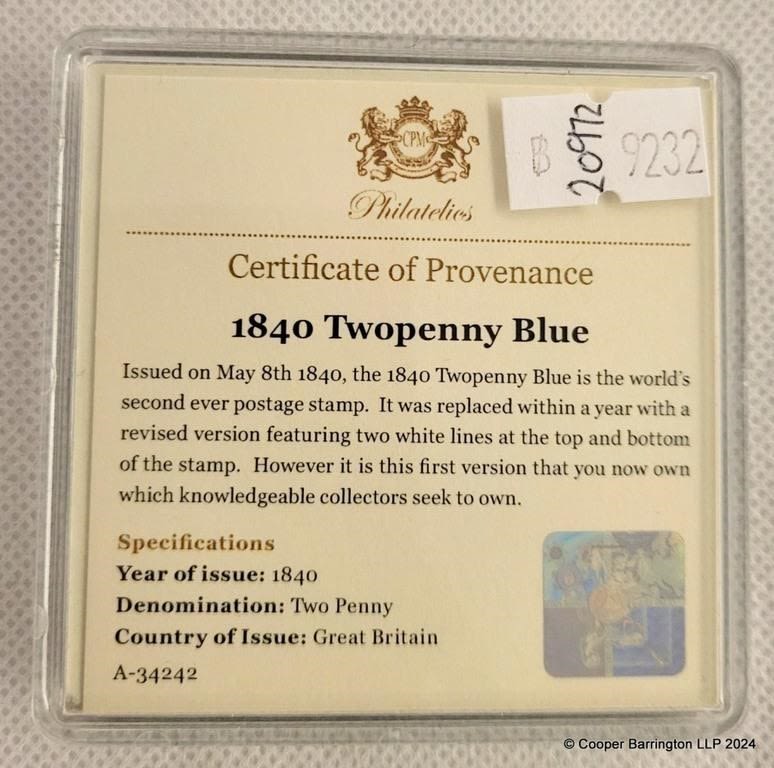 CPM
Philatelics
B 20972 9232
Certificate of Provenance
1840 Twopenny Blue
Issued on May 8th 1840, the 1840 Twopenny Blue is the world's
second ever postage stamp. It was replaced within a year with a
revised version featuring two white lines at the top and bottom
of the stamp. However it is this first version that you now own
which knowledgeable collectors seek to own.
Specifications
Year of issue: 1840
Denomination: Two Penny
Country of Issue: Great Britain
A-34242
© Cooper Barrington LLP 2024